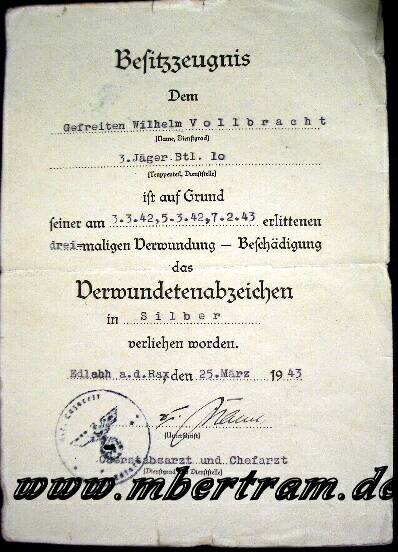 Besitzzeugnis
Dem
Gefreiten Wilhelm Vollbracht
(Name, Dienstgrad)
3.Jäger.Btl. 1o
(Truppenteil, Dienststelle)
ist auf Grund
seiner am 3.3.42,5.3.42,7.2.43 erlittenen
drei-maligen Verwundung – Beschädigung
das
Verwundetenabzeichen
in Silber
verliehen worden.
Edlabh a.d.Rax, den 25.März 1943
(Unterschrift)
Oberstabsarzt und Chefarzt
(Dienstgrad, Dienststelle)
www.mbertram.de